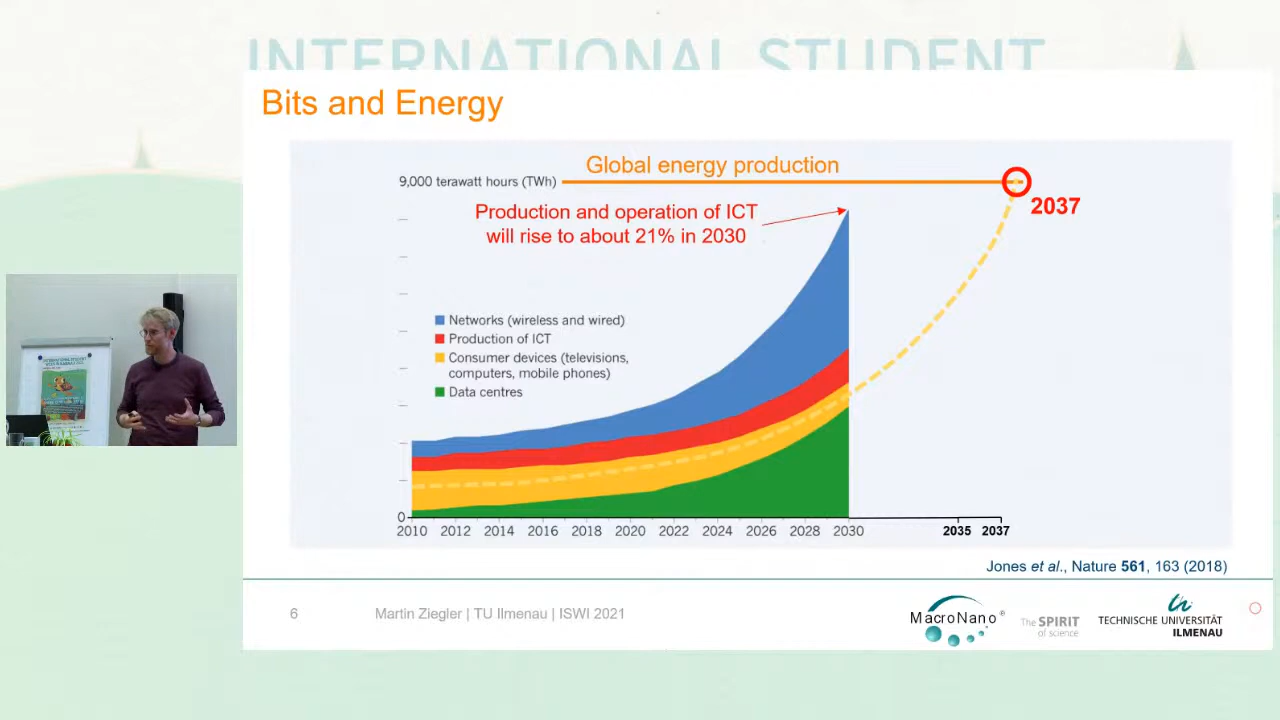 INTERNATIONAL STUDENT
Bits and Energy
Global energy production
9,000 terawatt hours (TWh)
2037
Production and operation of ICT
will rise to about 21% in 2030
Networks (wireless and wired)
Production of ICT
Consumer devices (televisions,
computers, mobile phones)
Data centres
0
2010 2012 2014 2016 2018 2020 2022 2024 2026 2028 2030 2035 2037
Jones et al., Nature 561, 163 (2018)
6
Martin Ziegler | TU Ilmenau | ISWI 2021
MacroNano®
The SPIRIT
of science
TECHNISCHE UNIVERSITÄT
ILMENAU